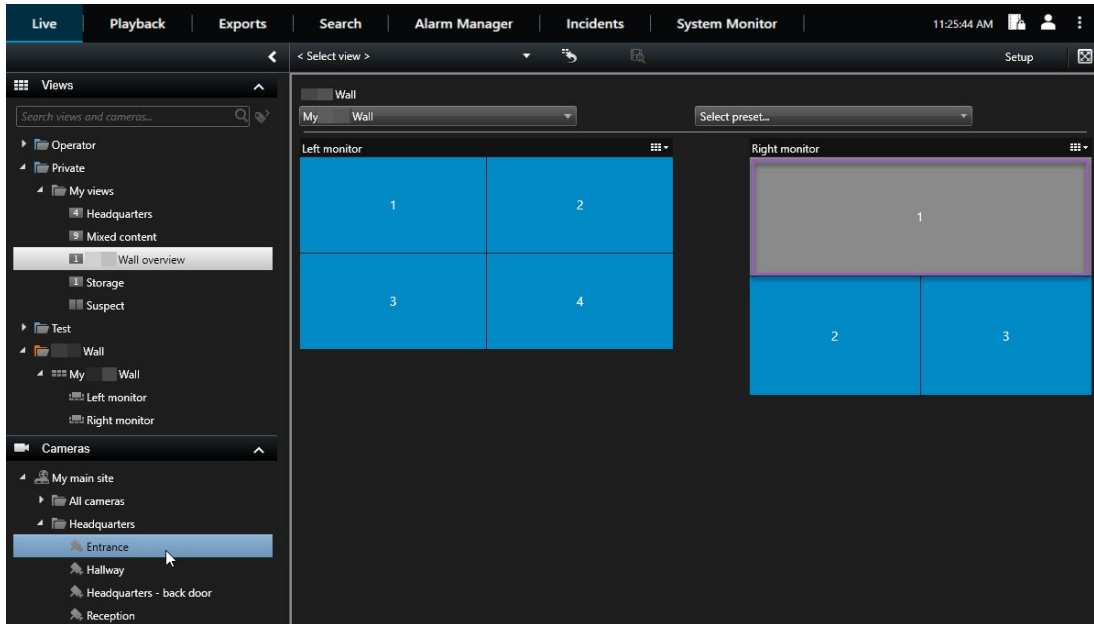 Live Playback Exports Search Alarm Manager Incidents System Monitor 11:25:44 AM
< Select view > Setup
Views
Search views and cameras...
Operator
Private
My views
4 Headquarters
9 Mixed content
1 Wall overview
1 Storage
Suspect
Test
Wall
My Wall
Left monitor
Right monitor
Cameras
My main site
All cameras
Headquarters
Entrance
Hallway
Headquarters - back door
Reception
Wall
My Wall Select preset...
Left monitor
1 2
3 4
Right monitor
1
2 3